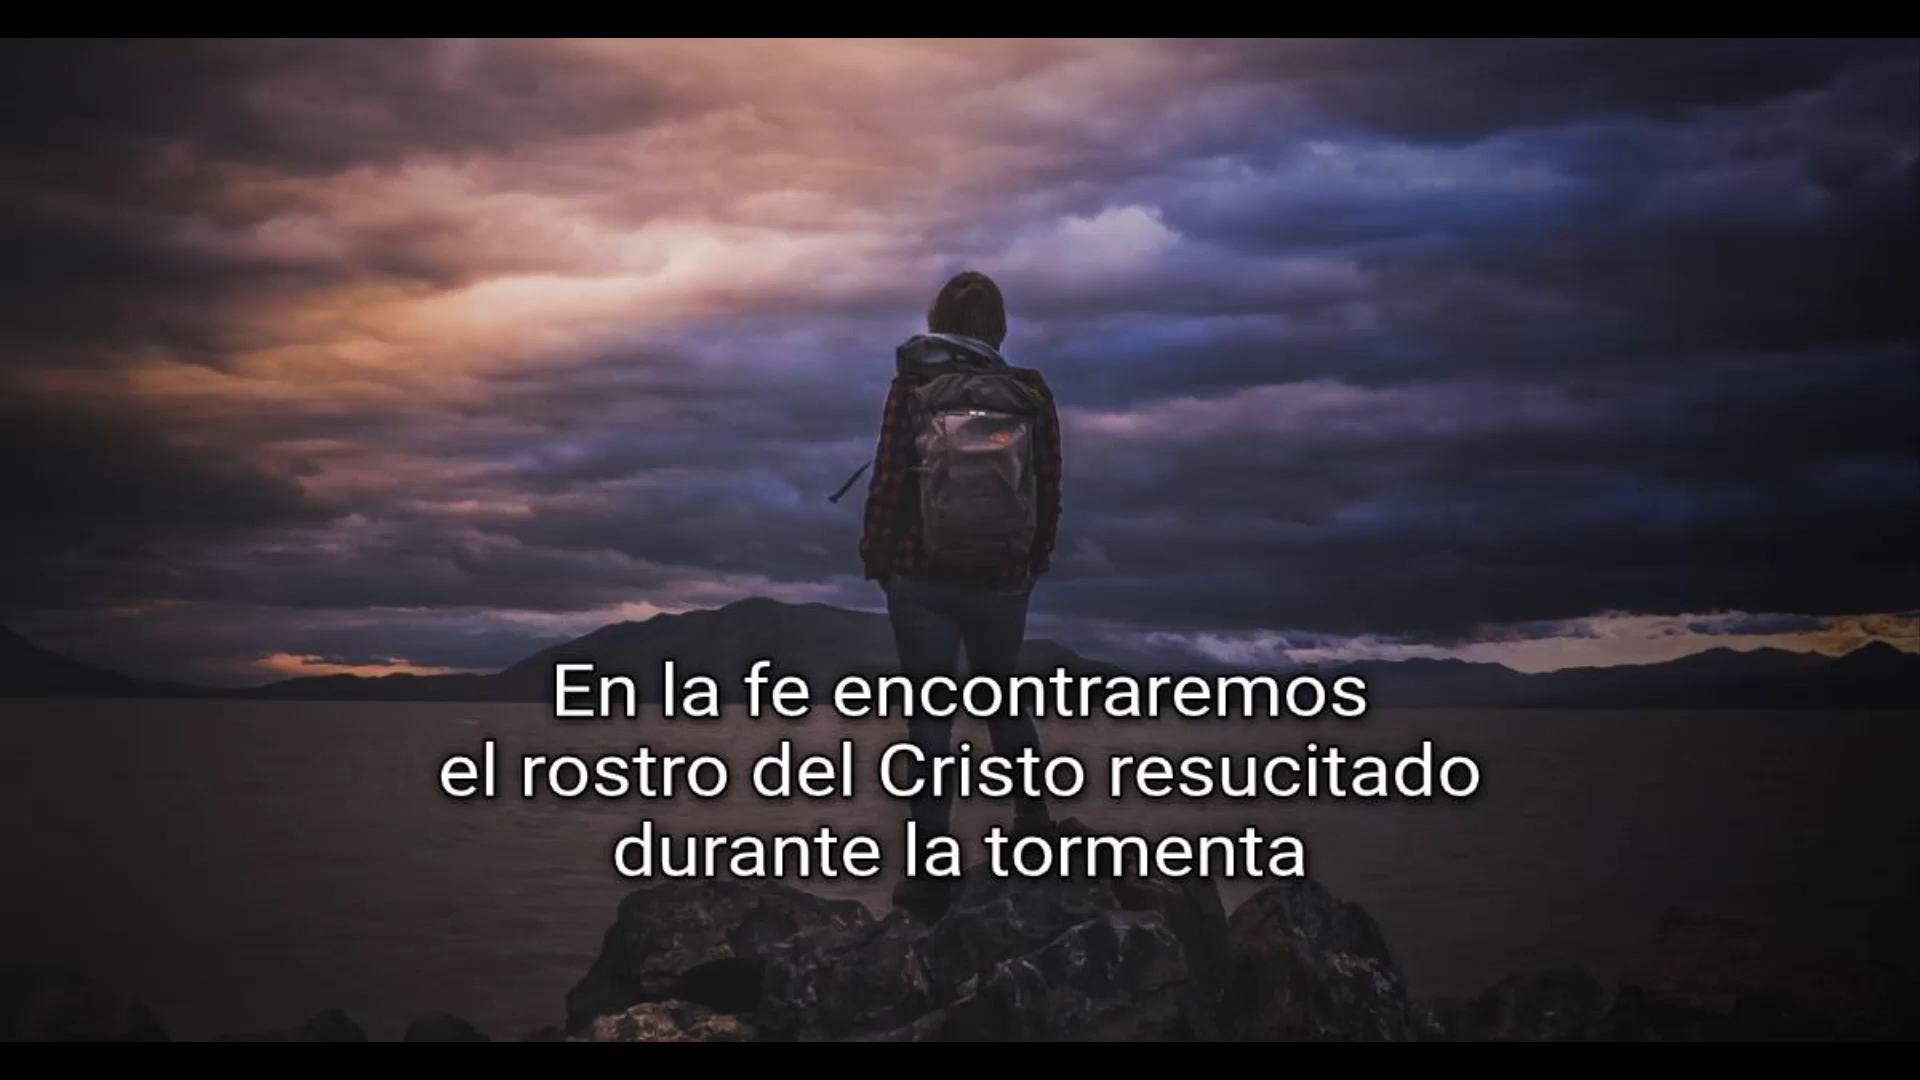 En la fe encontraremos
el rostro del Cristo resucitado
durante la tormenta